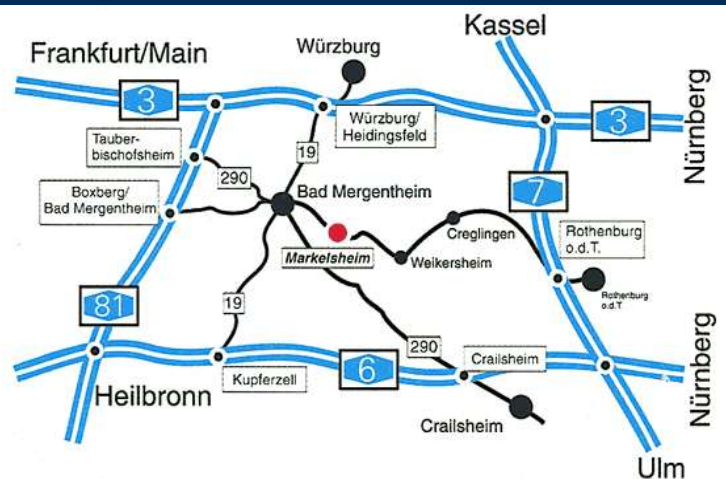 Kassel
Frankfurt/Main
Würzburg
3
Würzburg/
Heidingsfeld
3
Nürnberg
Tauber-
bischofsheim
19
290
7
Boxberg/
Bad Mergentheim
Bad Mergentheim
Creglingen
Rothenburg
o.d.T.
Markelsheim
Weikersheim
Rothenburg
o.d.T
81
19
290
6
Crailsheim
Kupferzell
Heilbronn
Nürnberg
Crailsheim
Ulm